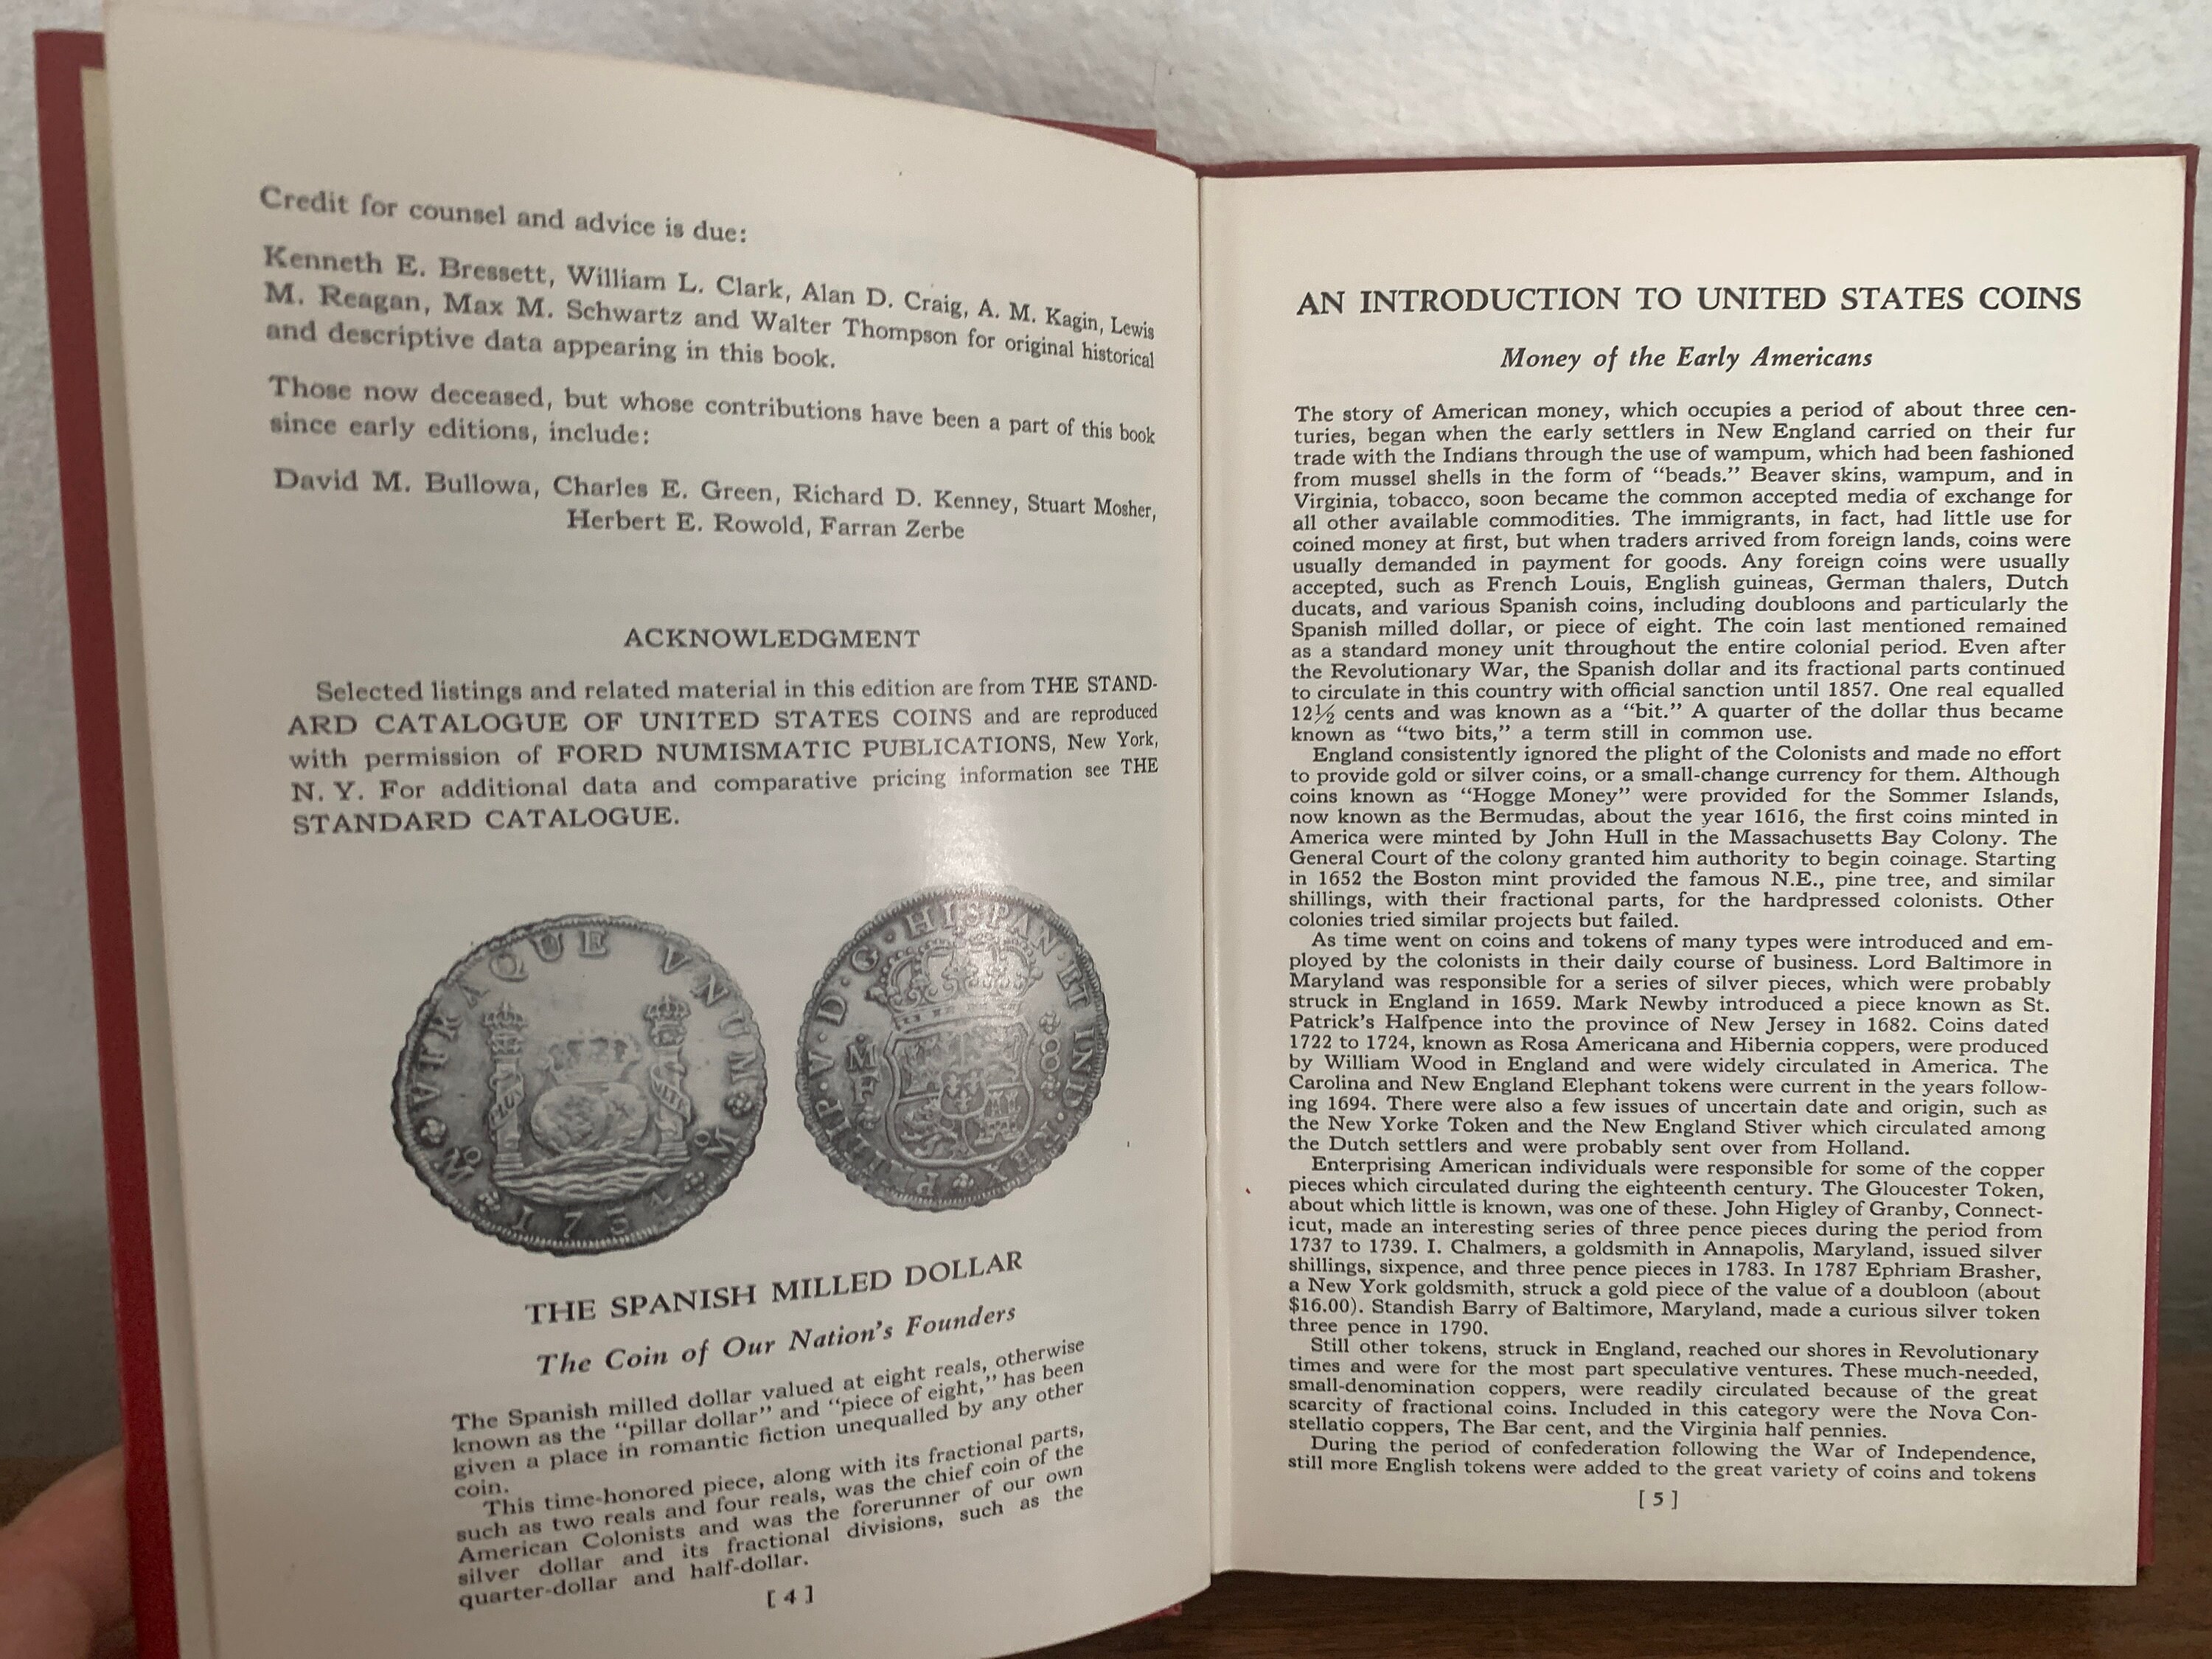 Credit for counsel and advice is due:
Kenneth E. Bressett, William L. Clark, Alan D. Craig, A. M. Kagin, Lewis
M. Reagan, Max M. Schwartz and Walter Thompson for original historical
and descriptive data appearing in this book.
Those now deceased, but whose contributions have been a part of this book
since early editions, include:
David M. Bullowa, Charles E. Green, Richard D. Kenney, Stuart Mosher,
Herbert E. Rowold, Farran Zerbe
ACKNOWLEDGMENT
Selected listings and related material in this edition are from THE STAND-
ARD CATALOGUE OF UNITED STATES COINS and are reproduced
with permission of FORD NUMISMATIC PUBLICATIONS, New York,
N. Y. For additional data and comparative pricing information see THE
STANDARD CATALOGUE.
VTRAQUE VNUM M 1754 M
PHILIP·V·D·G·HISPAN·ET IND·REX
MF 8
THE SPANISH MILLED DOLLAR
The Coin of Our Nation's Founders
The Spanish milled dollar valued at eight reals, otherwise
known as the "pillar dollar" and "piece of eight," has been
given a place in romantic fiction unequalled by any other
coin.
This time-honored piece, along with its fractional parts,
such as two reals and four reals, was the chief coin of the
American Colonists and was the forerunner of our own
silver dollar and its fractional divisions, such as the
quarter-dollar and half-dollar.
[ 4 ]
AN INTRODUCTION TO UNITED STATES COINS
Money of the Early Americans
The story of American money, which occupies a period of about three cen-
turies, began when the early settlers in New England carried on their fur
trade with the Indians through the use of wampum, which had been fashioned
from mussel shells in the form of "beads." Beaver skins, wampum, and in
Virginia, tobacco, soon became the common accepted media of exchange for
all other available commodities. The immigrants, in fact, had little use for
coined money at first, but when traders arrived from foreign lands, coins were
usually demanded in payment for goods. Any foreign coins were usually
accepted, such as French Louis, English guineas, German thalers, Dutch
ducats, and various Spanish coins, including doubloons and particularly the
Spanish milled dollar, or piece of eight. The coin last mentioned remained
as a standard money unit throughout the entire colonial period. Even after
the Revolutionary War, the Spanish dollar and its fractional parts continued
to circulate in this country with official sanction until 1857. One real equalled
12½ cents and was known as a "bit." A quarter of the dollar thus became
known as "two bits," a term still in common use.
England consistently ignored the plight of the Colonists and made no effort
to provide gold or silver coins, or a small-change currency for them. Although
coins known as "Hogge Money" were provided for the Sommer Islands,
now known as the Bermudas, about the year 1616, the first coins minted in
America were minted by John Hull in the Massachusetts Bay Colony. The
General Court of the colony granted him authority to begin coinage. Starting
in 1652 the Boston mint provided the famous N.E., pine tree, and similar
shillings, with their fractional parts, for the hardpressed colonists. Other
colonies tried similar projects but failed.
As time went on coins and tokens of many types were introduced and em-
ployed by the colonists in their daily course of business. Lord Baltimore in
Maryland was responsible for a series of silver pieces, which were probably
struck in England in 1659. Mark Newby introduced a piece known as St.
Patrick's Halfpence into the province of New Jersey in 1682. Coins dated
1722 to 1724, known as Rosa Americana and Hibernia coppers, were produced
by William Wood in England and were widely circulated in America. The
Carolina and New England Elephant tokens were current in the years follow-
ing 1694. There were also a few issues of uncertain date and origin, such as
the New Yorke Token and the New England Stiver which circulated among
the Dutch settlers and were probably sent over from Holland.
Enterprising American individuals were responsible for some of the copper
pieces which circulated during the eighteenth century. The Gloucester Token,
about which little is known, was one of these. John Higley of Granby, Connect-
icut, made an interesting series of three pence pieces during the period from
1737 to 1739. I. Chalmers, a goldsmith in Annapolis, Maryland, issued silver
shillings, sixpence, and three pence pieces in 1783. In 1787 Ephriam Brasher,
a New York goldsmith, struck a gold piece of the value of a doubloon (about
$16.00). Standish Barry of Baltimore, Maryland, made a curious silver token
three pence in 1790.
Still other tokens, struck in England, reached our shores in Revolutionary
times and were for the most part speculative ventures. These much-needed,
small-denomination coppers, were readily circulated because of the great
scarcity of fractional coins. Included in this category were the Nova Con-
stellatio coppers, The Bar cent, and the Virginia half pennies.
During the period of confederation following the War of Independence,
still more English tokens were added to the great variety of coins and tokens
[ 5 ]